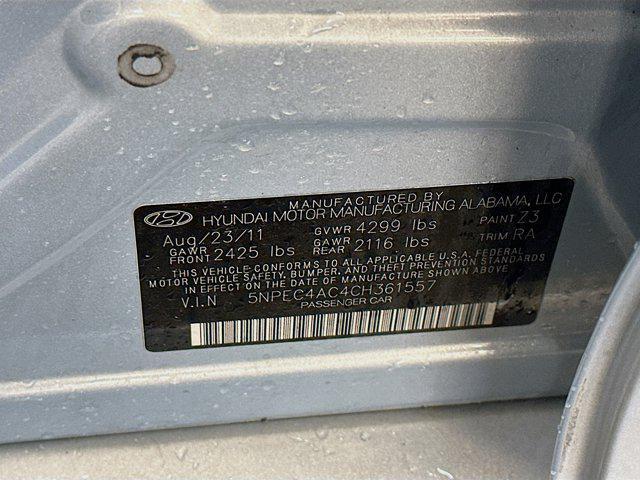 MANUFACTURED BY
HYUNDAI MOTOR MANUFACTURING ALABAMA, LLC
Aug/23/11 GVWR 4299 lbs PAINT Z3
GAWR FRONT 2425 lbs GAWR REAR 2116 lbs TRIM RA
THIS VEHICLE CONFORMS TO ALL APPLICABLE U.S.A. FEDERAL
MOTOR VEHICLE SAFETY, BUMPER, AND THEFT PREVENTION STANDARDS
IN EFFECT ON THE DATE OF MANUFACTURE SHOWN ABOVE.
V.I.N 5NPEC4AC4CH361557
PASSENGER CAR